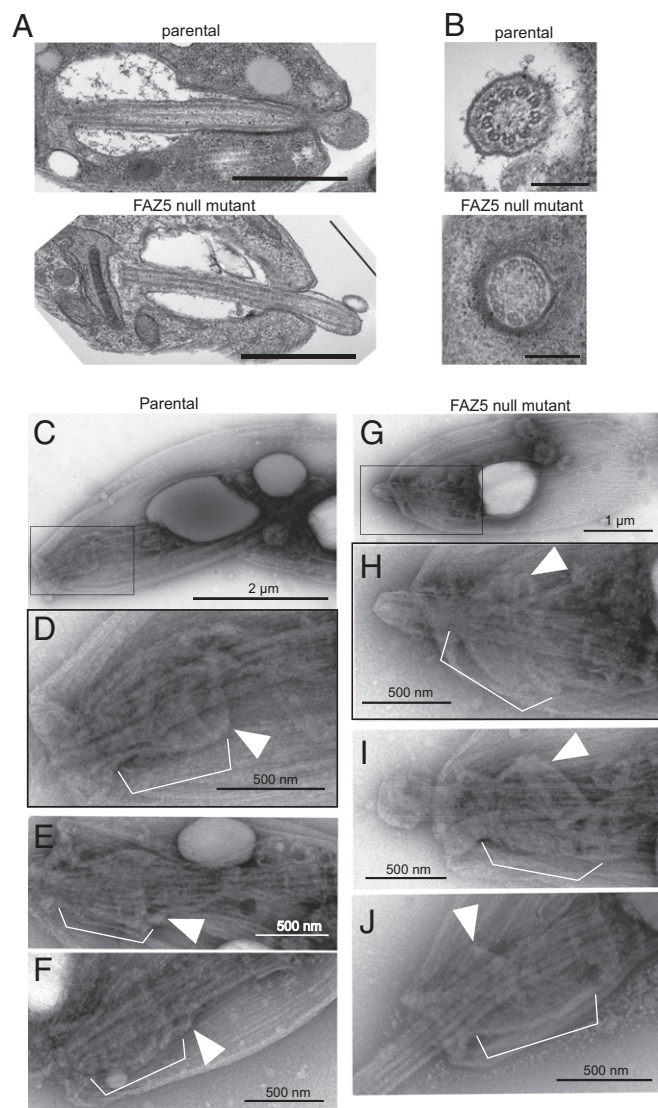 A
parental
FAZ5 null mutant
B
parental
FAZ5 null mutant
Parental
C
2 µm
D
500 nm
E
500 nm
F
500 nm
FAZ5 null mutant
G
1 µm
H
500 nm
I
500 nm
J
500 nm